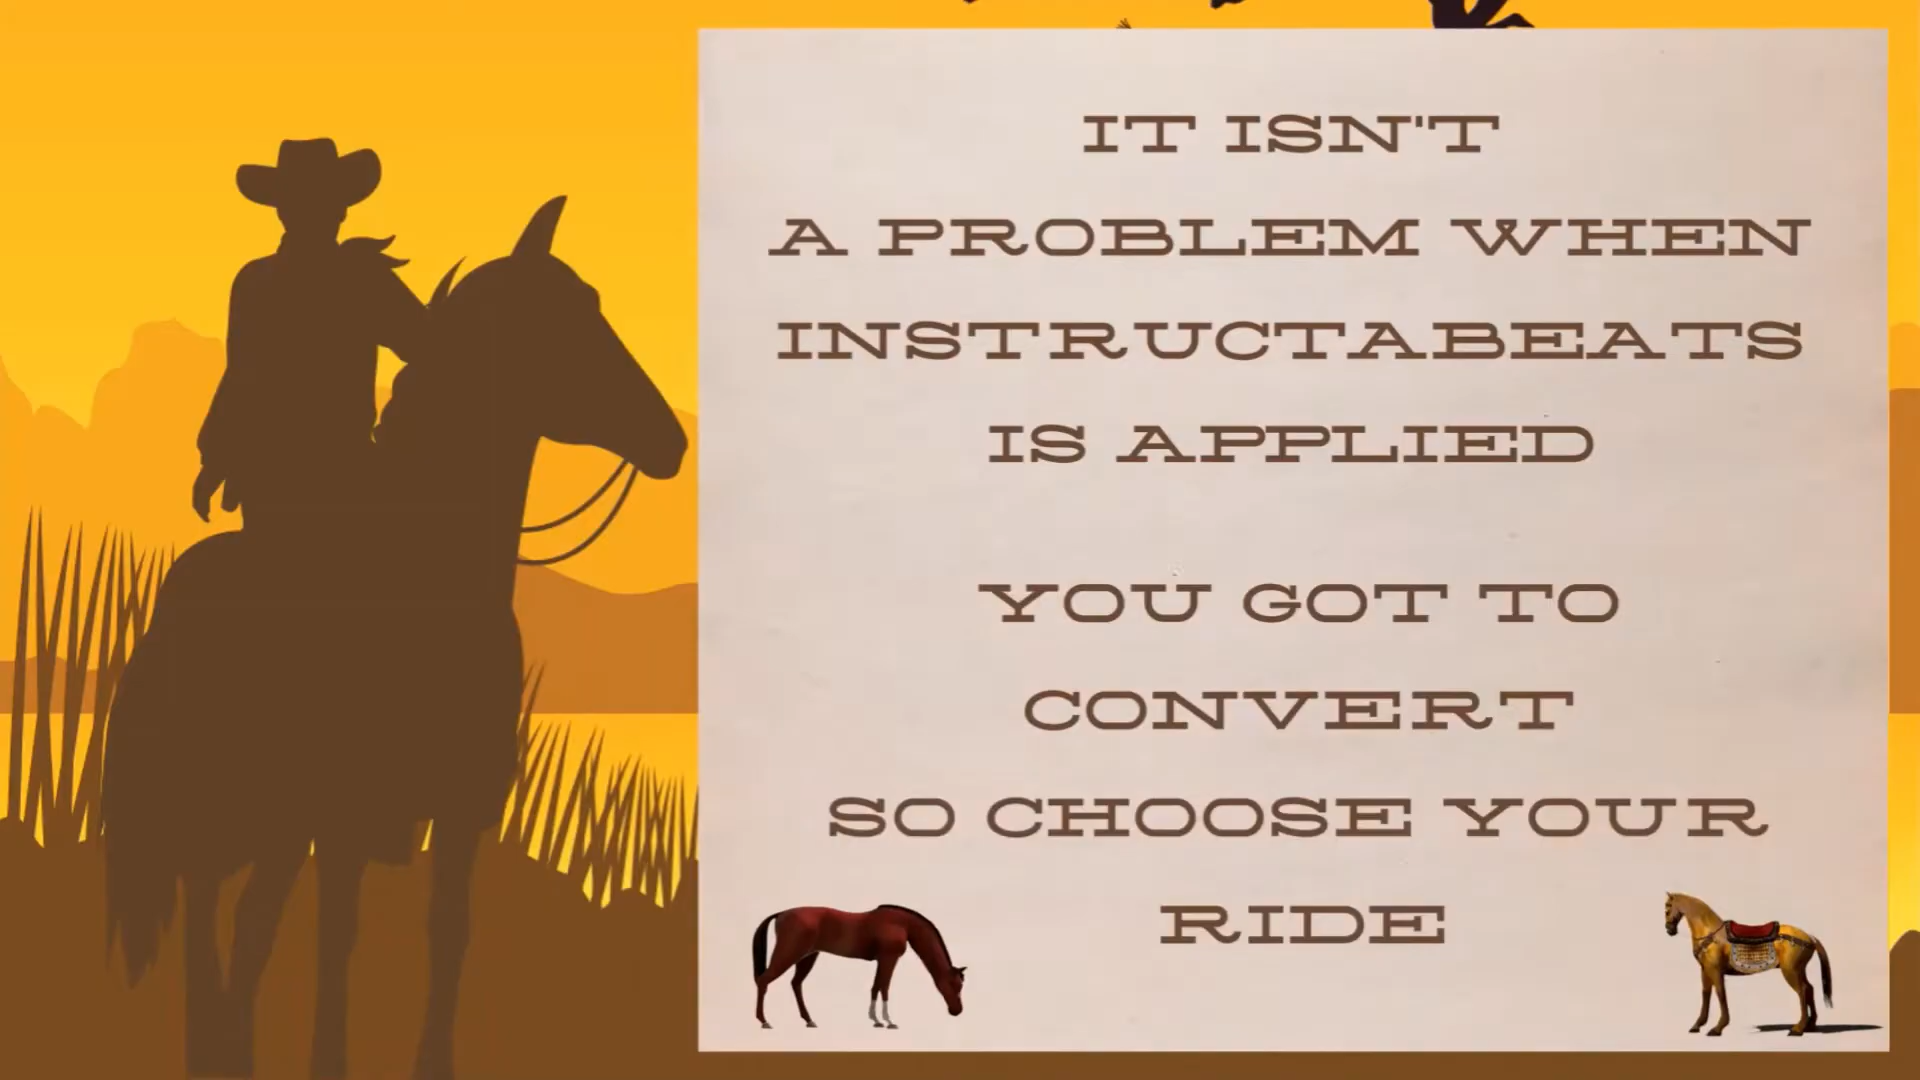 IT ISN'T
A PROBLEM WHEN
INSTRUCTABEATS
IS APPLIED
YOU GOT TO
CONVERT
SO CHOOSE YOUR
RIDE